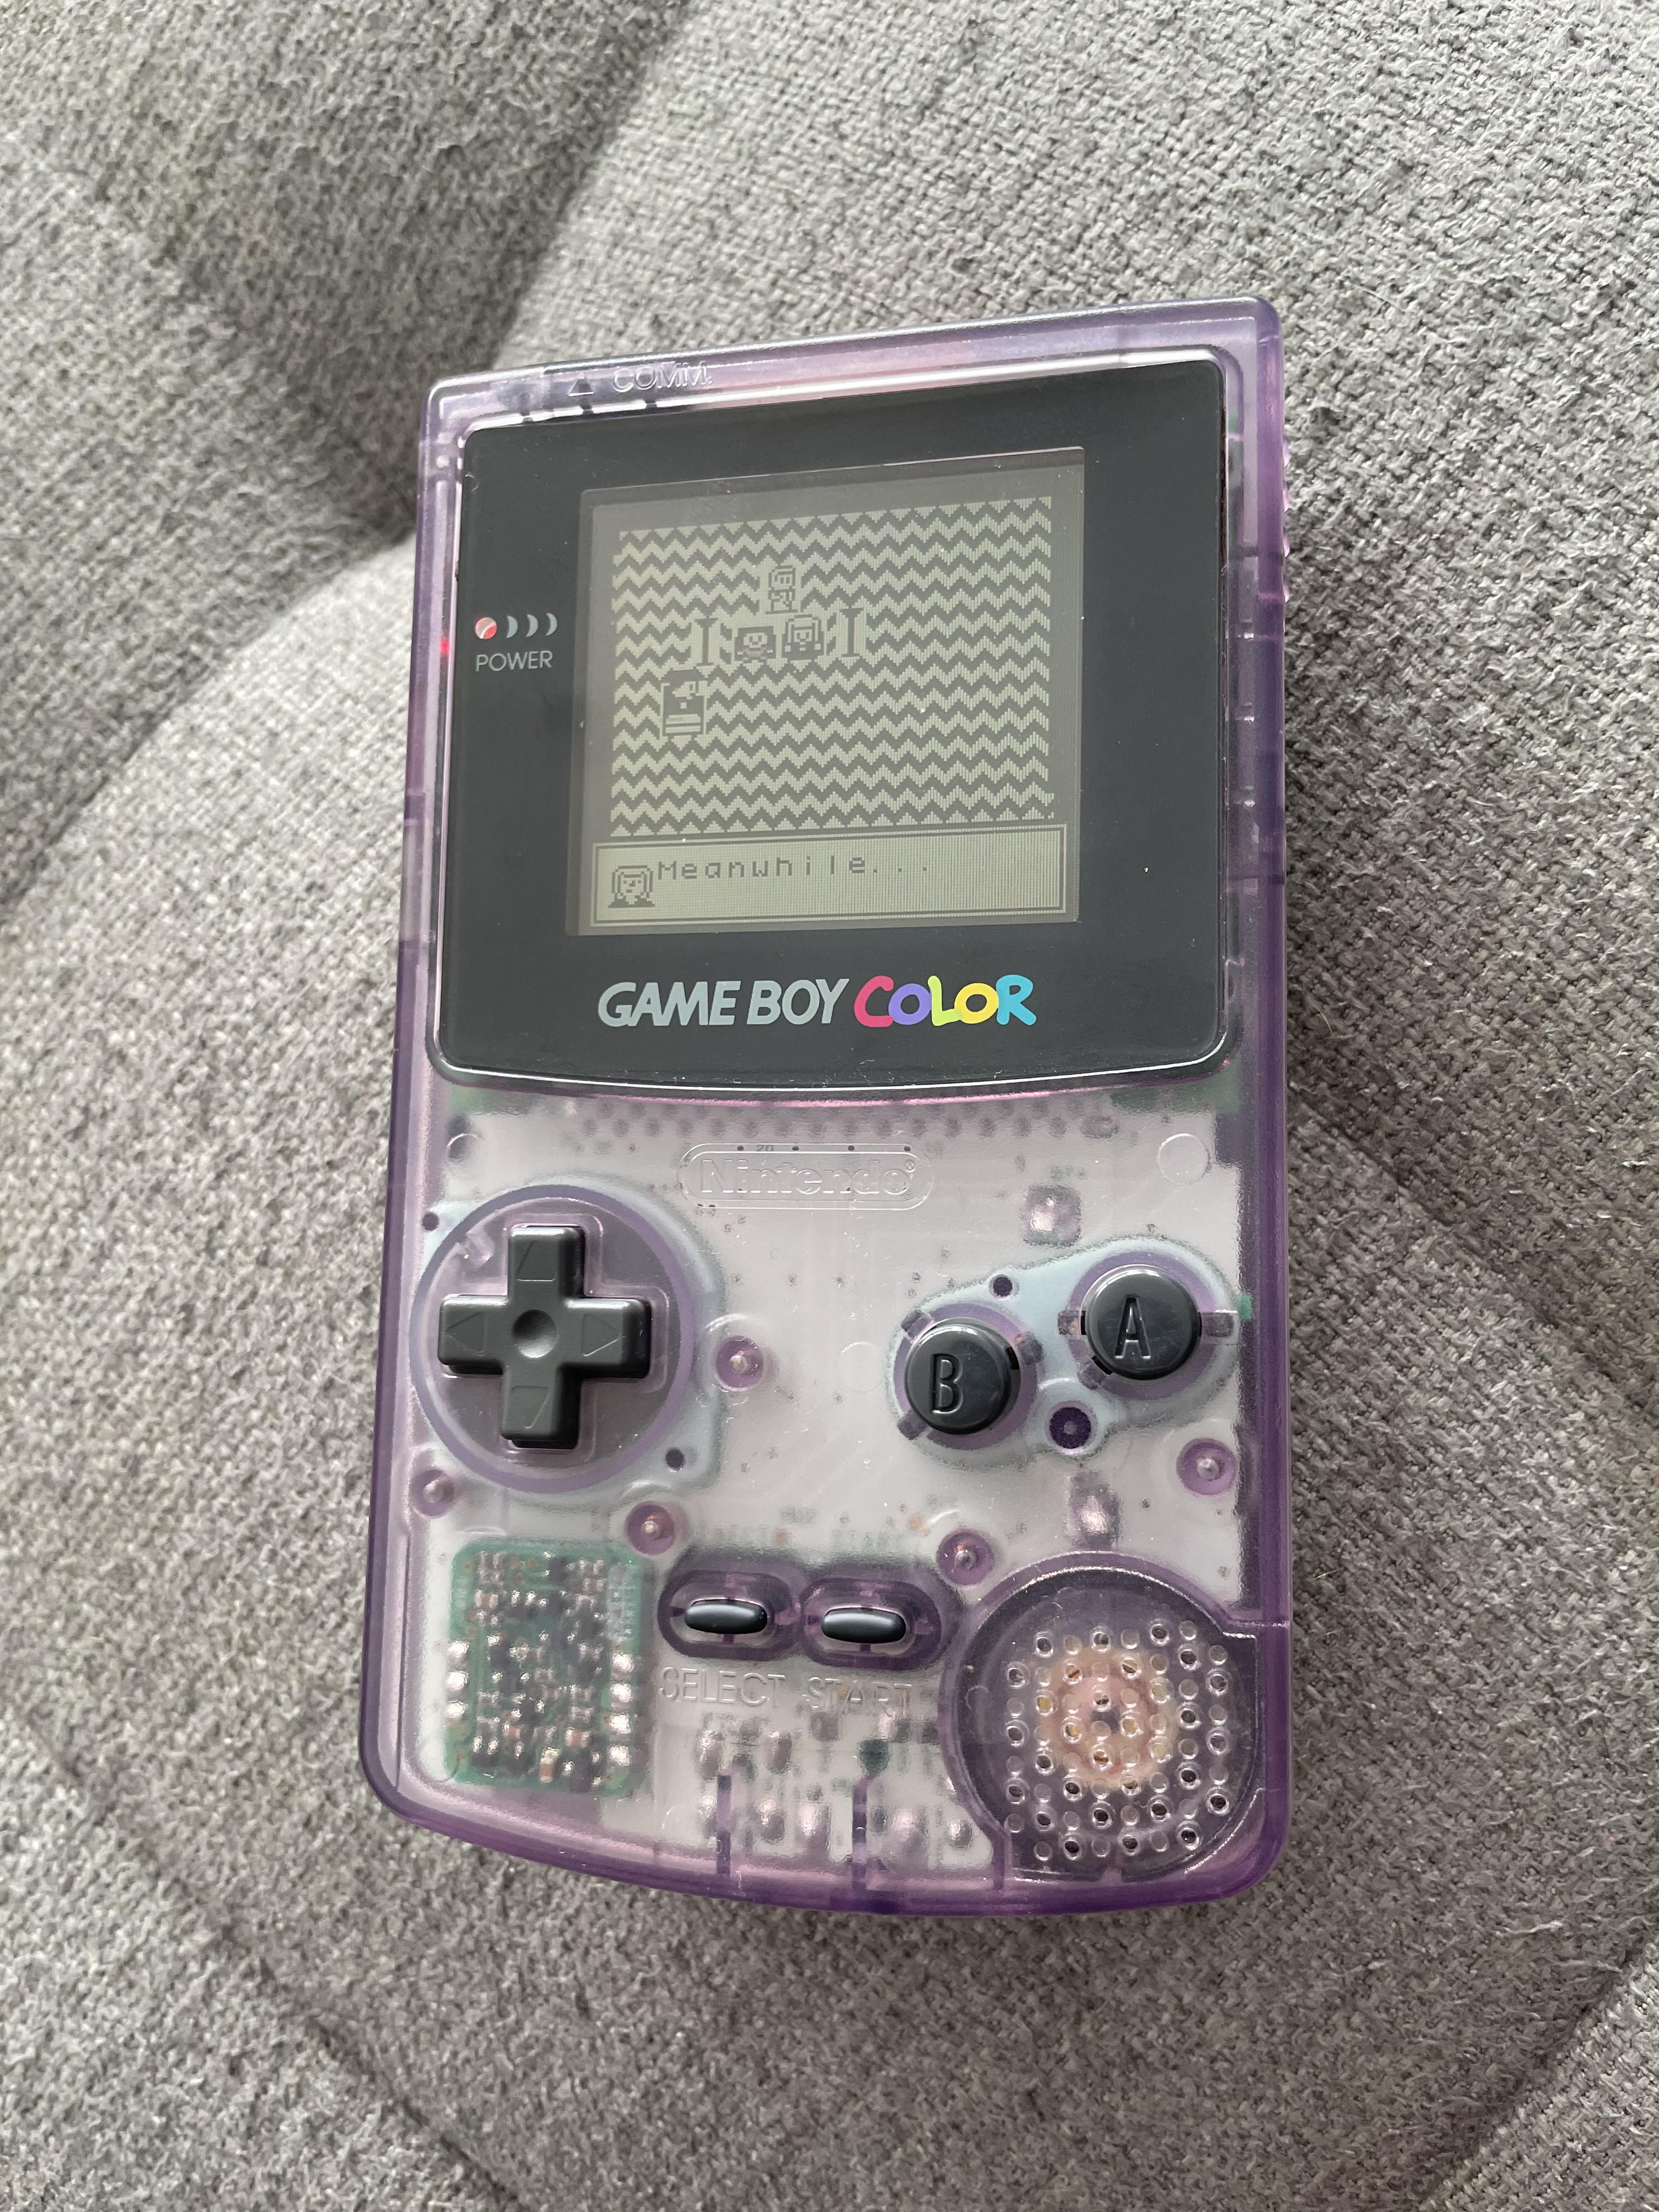 COMM.
POWER
Meanwhile...
GAME BOY COLOR
Nintendo®
A
B
SELECT START